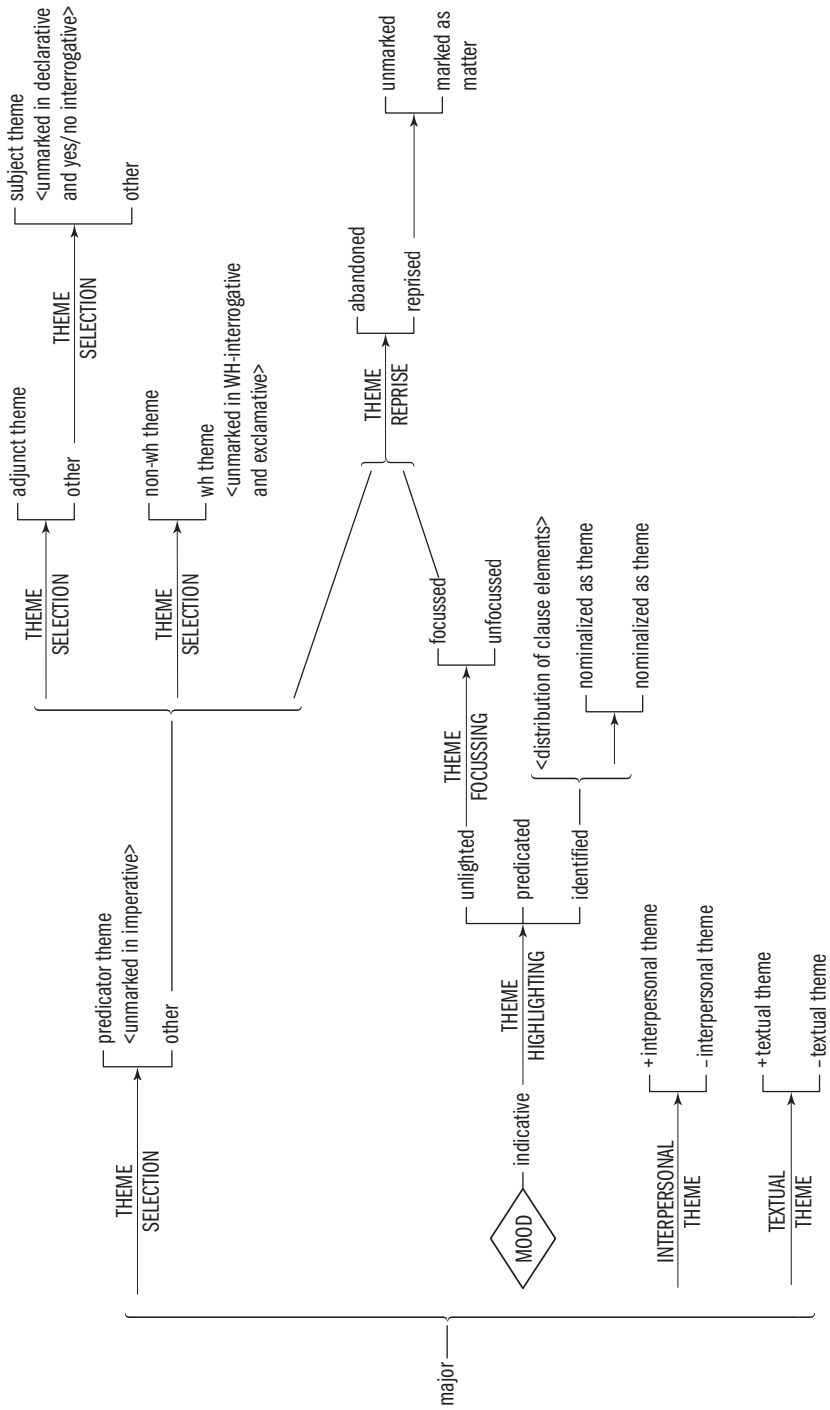 major
THEME
SELECTION
predicator theme
<unmarked in imperative>
other
THEME
SELECTION
adjunct theme
other
THEME
SELECTION
subject theme
<unmarked in declarative
and yes/ no interrogative>
other
THEME
SELECTION
non-wh theme
wh theme
<unmarked in WH-interrogative
and exclamative>
THEME
REPRISE
abandoned
reprised
unmarked
marked as
matter
MOOD
indicative
THEME
HIGHLIGHTING
unlighted
predicated
identified
THEME
FOCUSSING
focussed
unfocussed
<distribution of clause elements>
nominalized as theme
nominalized as theme
INTERPERSONAL
THEME
+ interpersonal theme
– interpersonal theme
TEXTUAL
THEME
+ textual theme
– textual theme